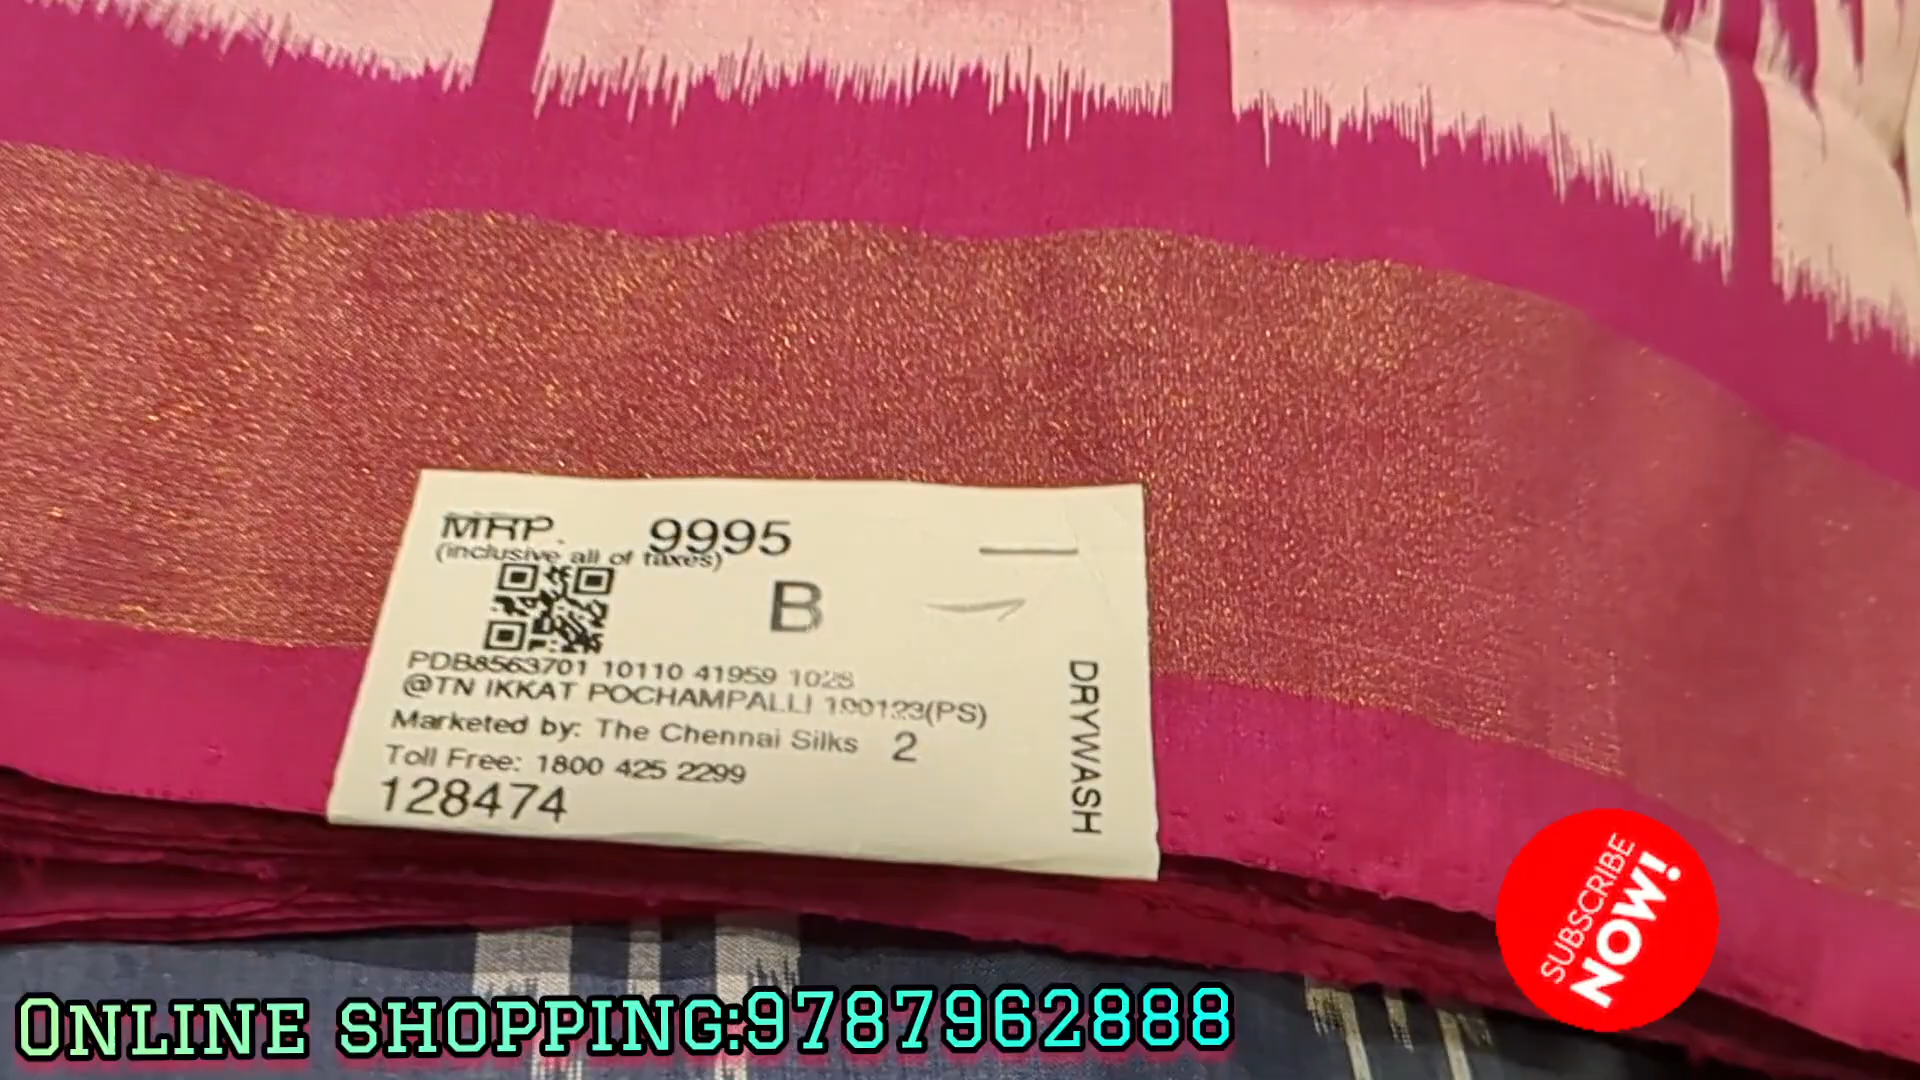 MRP. 9995
(inclusive all of taxes)
B
PDB8563701 10110 41959 1028
@TN IKKAT POCHAMPALLI 190123(PS)
Marketed by: The Chennai Silks 2
Toll Free: 1800 425 2299
128474
DRYWASH
SUBSCRIBE
NOW!
ONLINE SHOPPING:9787962888